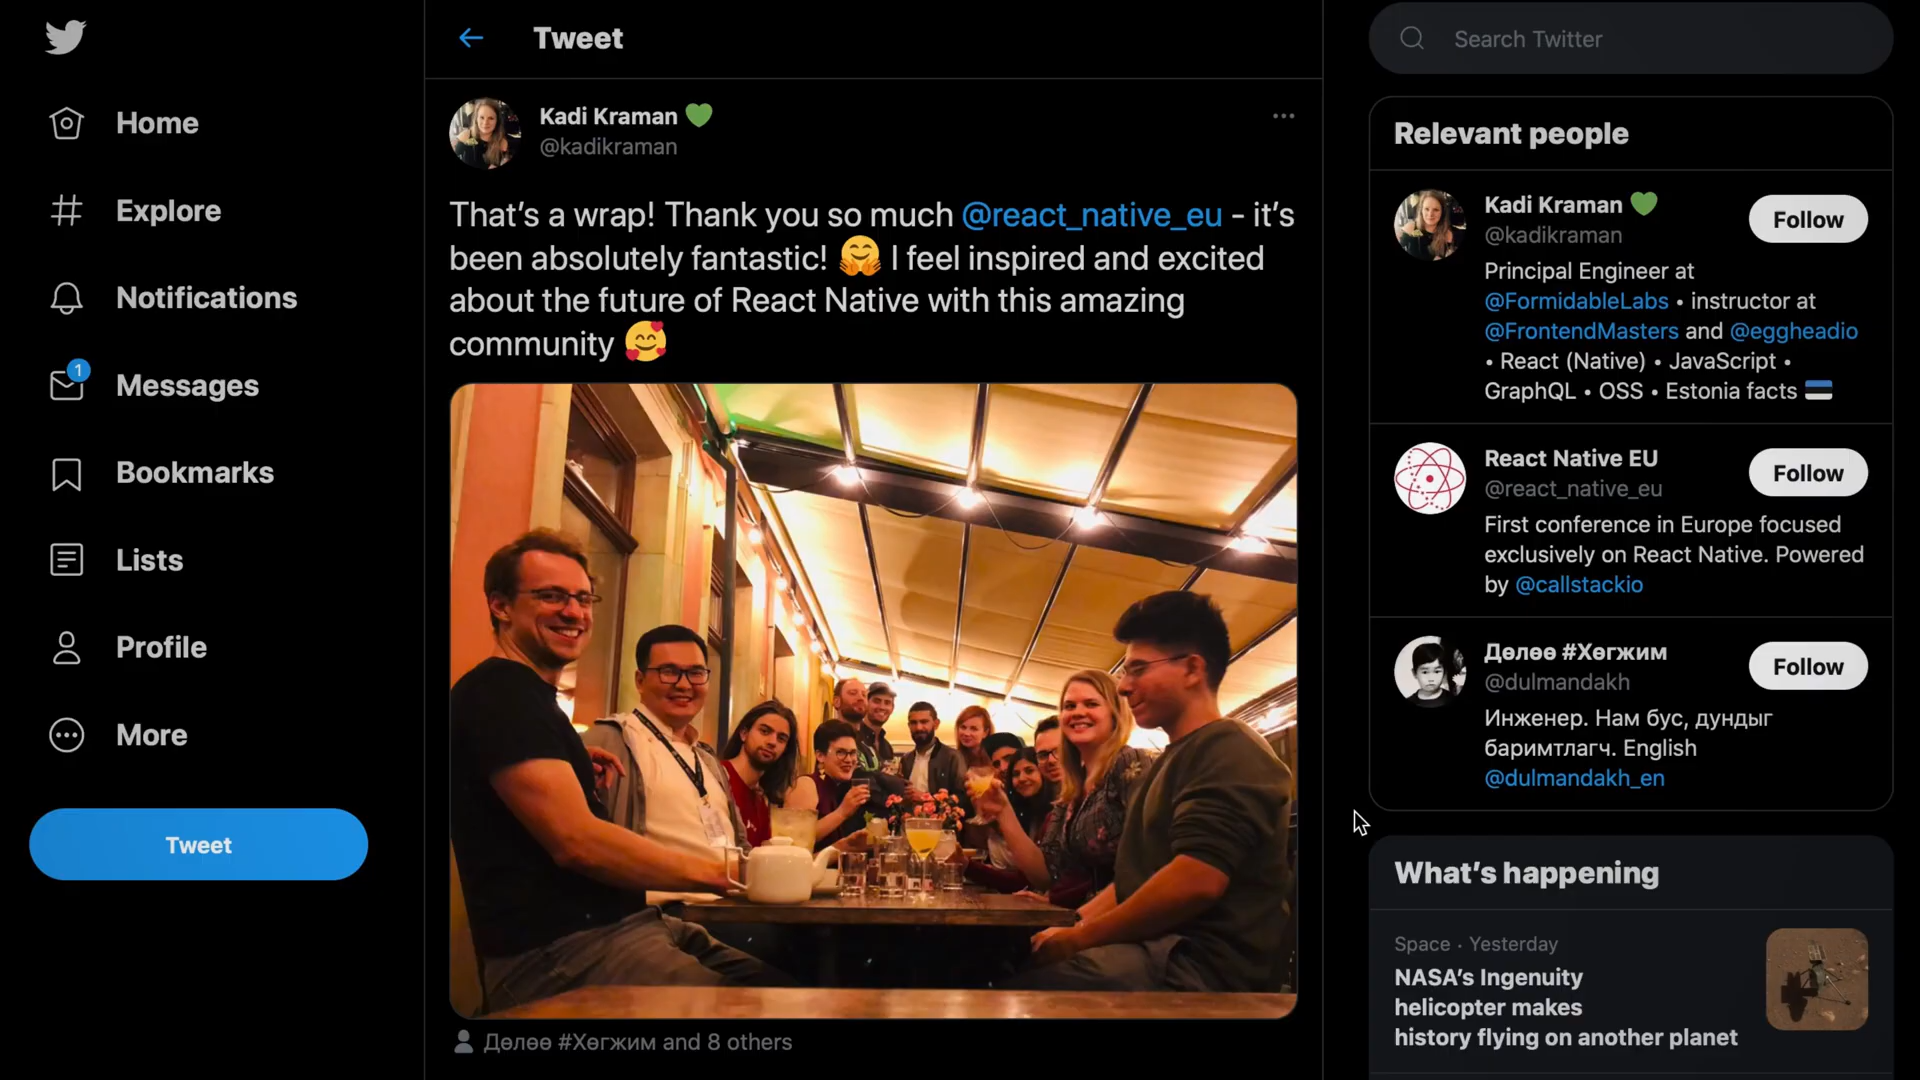 Home
Explore
Notifications
1
Messages
Bookmarks
Lists
Profile
More
Tweet
Tweet
Kadi Kraman 💚
@kadikraman
That’s a wrap! Thank you so much @react_native_eu - it’s
been absolutely fantastic! 🤗 I feel inspired and excited
about the future of React Native with this amazing
community 🥰
Дөлөө #Хөгжим and 8 others
Search Twitter
Relevant people
Kadi Kraman 💚
@kadikraman
Follow
Principal Engineer at
@FormidableLabs • instructor at
@FrontendMasters and @eggheadio
• React (Native) • JavaScript •
GraphQL • OSS • Estonia facts 🇪🇪
React Native EU
@react_native_eu
Follow
First conference in Europe focused
exclusively on React Native. Powered
by @callstackio
Дөлөө #Хөгжим
@dulmandakh
Follow
Инженер. Нам бус, дундыг
баримтлагч. English
@dulmandakh_en
What’s happening
Space · Yesterday
NASA’s Ingenuity
helicopter makes
history flying on another planet